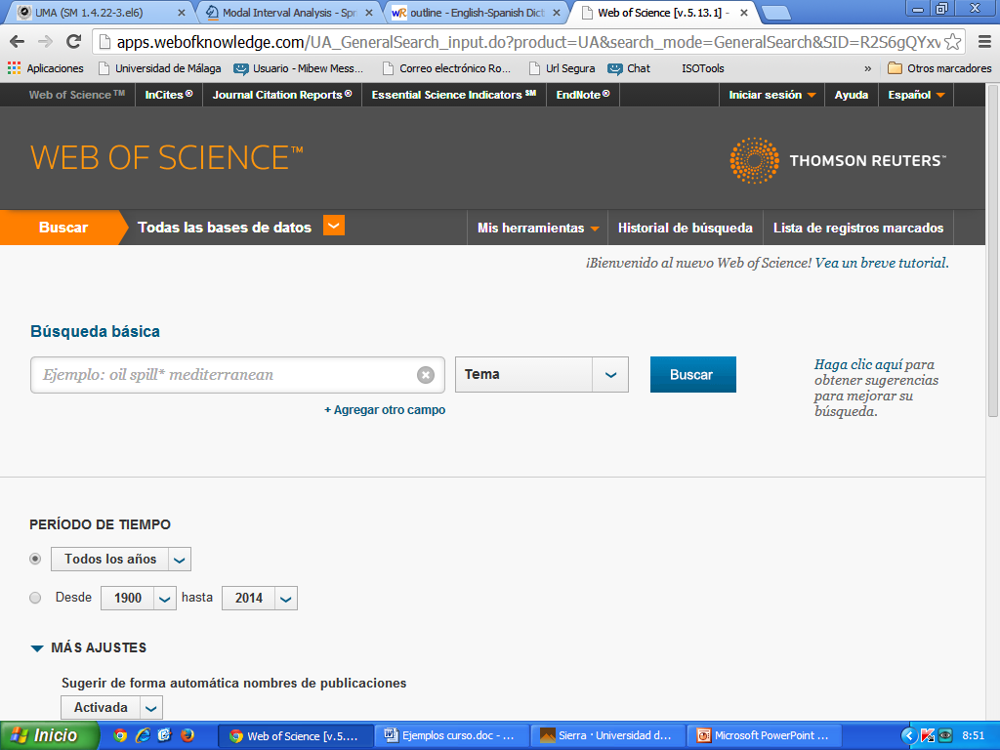 UMA (SM 1.4.22-3.el6)
Modal Interval Analysis - Spr
outline - English-Spanish Dict
Web of Science [v.5.13.1] -
apps.webofknowledge.com/UA_GeneralSearch_input.do?product=UA&search_mode=GeneralSearch&SID=R2S6gQYxv
Aplicaciones Universidad de Málaga Usuario - Mibew Mess... Correo electrónico Ro... Url Segura Chat ISOTools » Otros marcadores
Web of Science™ InCites® Journal Citation Reports® Essential Science Indicators℠ EndNote® Iniciar sesión Ayuda Español
WEB OF SCIENCE™
THOMSON REUTERS™
Buscar Todas las bases de datos Mis herramientas Historial de búsqueda Lista de registros marcados
¡Bienvenido al nuevo Web of Science! Vea un breve tutorial.
Búsqueda básica
Ejemplo: oil spill* mediterranean Tema Buscar
+ Agregar otro campo
Haga clic aquí para
obtener sugerencias
para mejorar su
búsqueda.
PERÍODO DE TIEMPO
Todos los años
Desde 1900 hasta 2014
MÁS AJUSTES
Sugerir de forma automática nombres de publicaciones
Activada
Inicio Web of Science [v.5.... Ejemplos curso.doc - ... Sierra · Universidad d... Microsoft PowerPoint ... 8:51